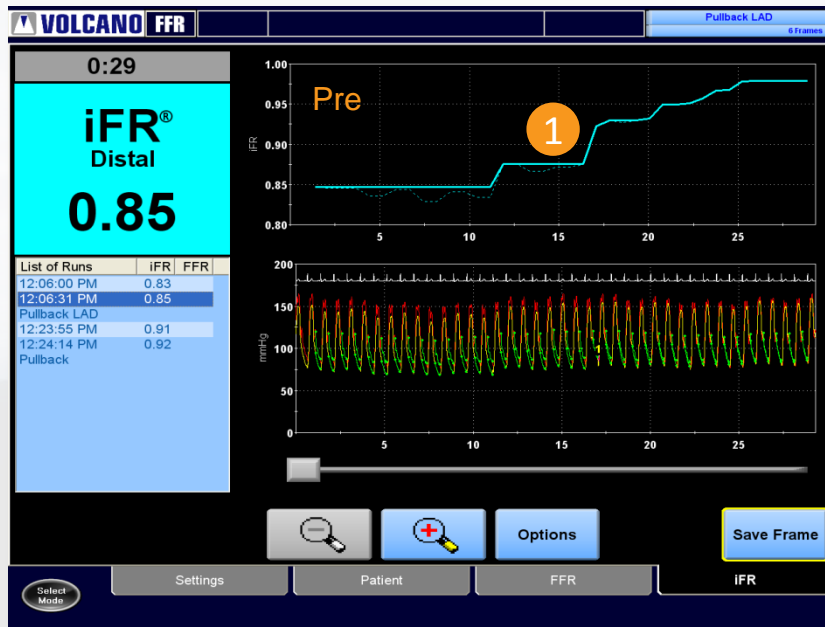 VOLCANO FFR
Pullback LAD
6 Frames
0:29
iFR®
Distal
0.85
List of Runs iFR FFR
12:06:00 PM 0.83
12:06:31 PM 0.85
Pullback LAD
12:23:55 PM 0.91
12:24:14 PM 0.92
Pullback
Pre
1
iFR
1.00
0.95
0.90
0.85
0.80
5 10 15 20 25
mmHg
200
150
100
50
0
1
5 10 15 20 25
Options
Save Frame
Select
Mode
Settings
Patient
FFR
iFR